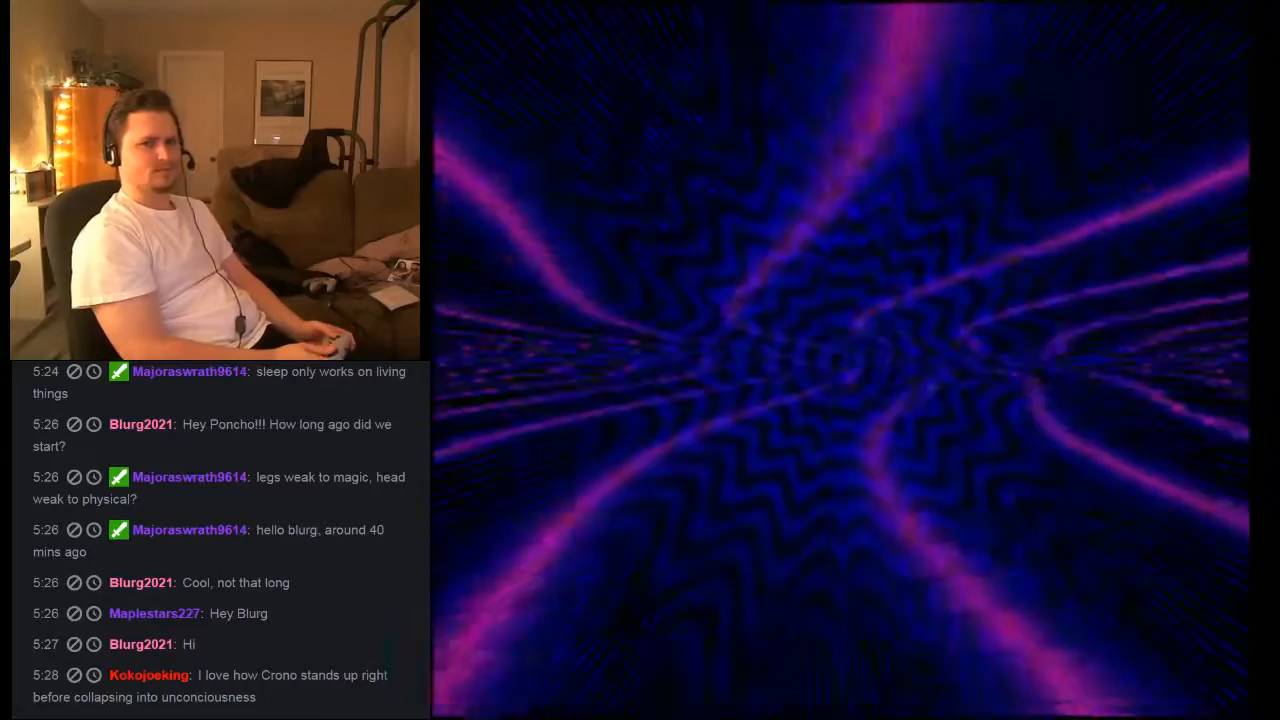 5:24 Majoraswrath9614: sleep only works on living
things
5:26 Blurg2021: Hey Poncho!!! How long ago did we
start?
5:26 Majoraswrath9614: legs weak to magic, head
weak to physical?
5:26 Majoraswrath9614: hello blurg, around 40
mins ago
5:26 Blurg2021: Cool, not that long
5:26 Maplestars227: Hey Blurg
5:27 Blurg2021: Hi
5:28 Kokojoeking: I love how Crono stands up right
before collapsing into unconciousness